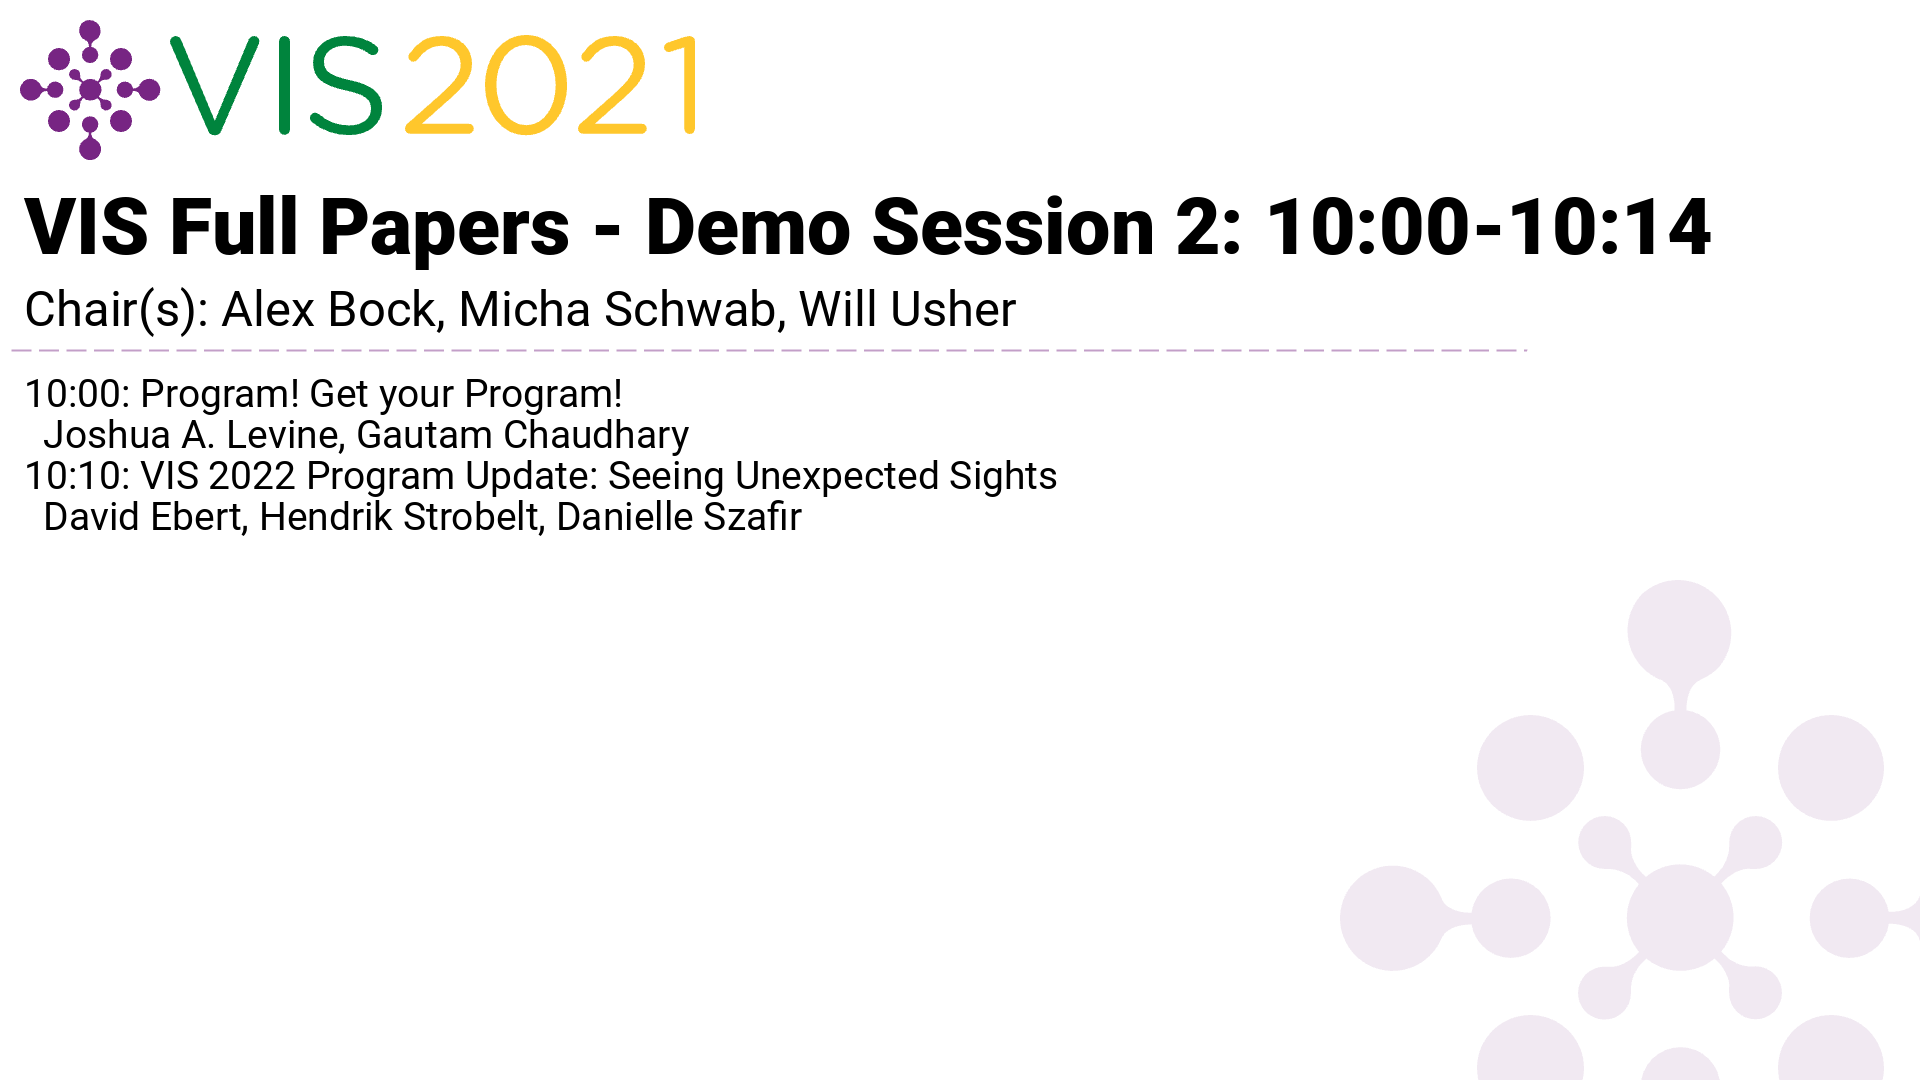 VIS2021
VIS Full Papers - Demo Session 2: 10:00-10:14
Chair(s): Alex Bock, Micha Schwab, Will Usher
10:00: Program! Get your Program!
Joshua A. Levine, Gautam Chaudhary
10:10: VIS 2022 Program Update: Seeing Unexpected Sights
David Ebert, Hendrik Strobelt, Danielle Szafir